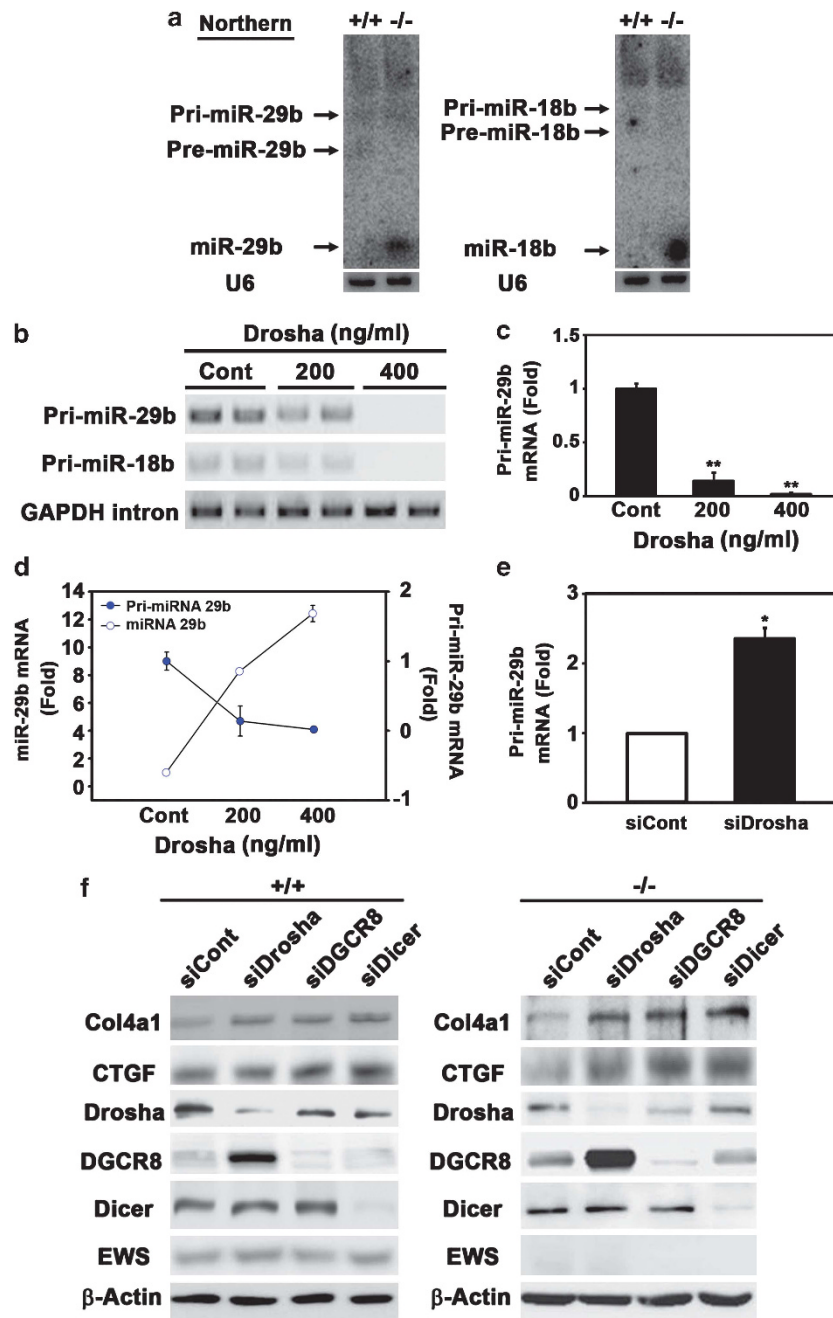 a Northern +/+ -/- +/+ -/-
Pri-miR-29b Pri-miR-18b
Pre-miR-29b Pre-miR-18b
miR-29b miR-18b
U6 U6
b Drosha (ng/ml)
Cont 200 400
Pri-miR-29b
Pri-miR-18b
GAPDH intron
c
Pri-miR-29b
mRNA (Fold)
1.5
1
0.5
0
** **
Cont 200 400
Drosha (ng/ml)
d
miR-29b mRNA
(Fold)
14
12
10
8
6
4
2
0
Pri-miRNA 29b
miRNA 29b
2
1
0
-1
Pri-miR-29b mRNA
(Fold)
Cont 200 400
Drosha (ng/ml)
e
Pri-miR-29b
mRNA (Fold)
3
2
1
0
*
siCont siDrosha
f +/+ -/-
siCont siDrosha siDGCR8 siDicer siCont siDrosha siDGCR8 siDicer
Col4a1 Col4a1
CTGF CTGF
Drosha Drosha
DGCR8 DGCR8
Dicer Dicer
EWS EWS
β-Actin β-Actin